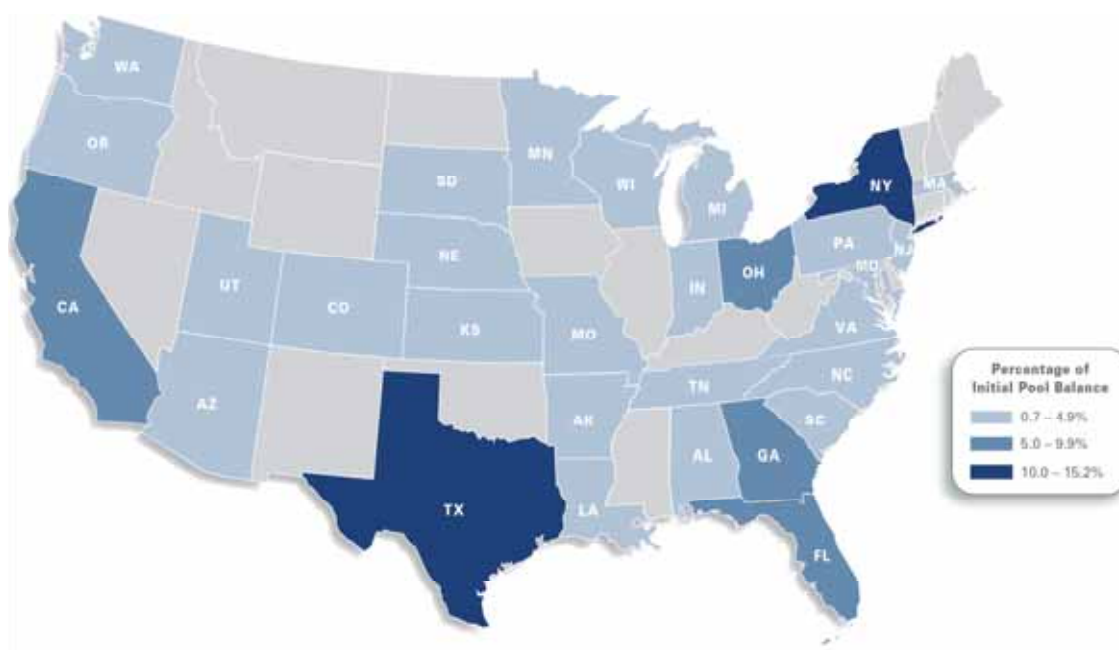 WA
OR
MN
SD
WI
MI
NY
MA
NE
PA
NJ
UT
CO
CA
OH
MD
IN
KS
MO
VA
AZ
TN
NC
AR
SC
AL
GA
TX
LA
FL
Percentage of
Initial Pool Balance
0.7 – 4.9%
5.0 – 9.9%
10.0 – 15.2%